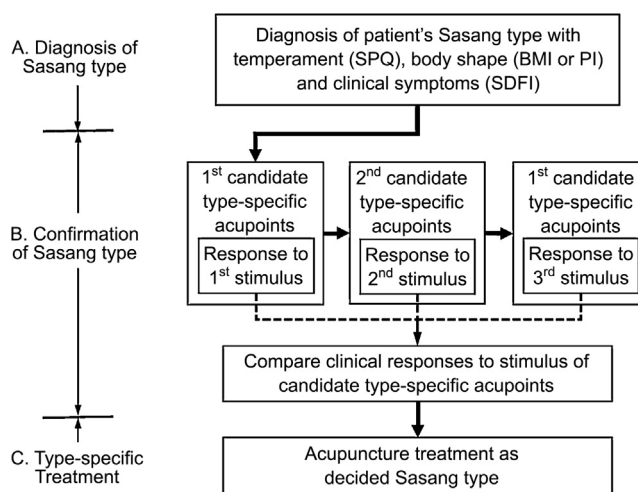 A. Diagnosis of
Sasang type
Diagnosis of patient's Sasang type with
temperament (SPQ), body shape (BMI or PI)
and clinical symptoms (SDFI)
B. Confirmation
of Sasang type
1st candidate
type-specific
acupoints
Response to
1st stimulus
2nd candidate
type-specific
acupoints
Response to
2nd stimulus
1st candidate
type-specific
acupoints
Response to
3rd stimulus
Compare clinical responses to stimulus of
candidate type-specific acupoints
C. Type-specific
Treatment
Acupuncture treatment as
decided Sasang type